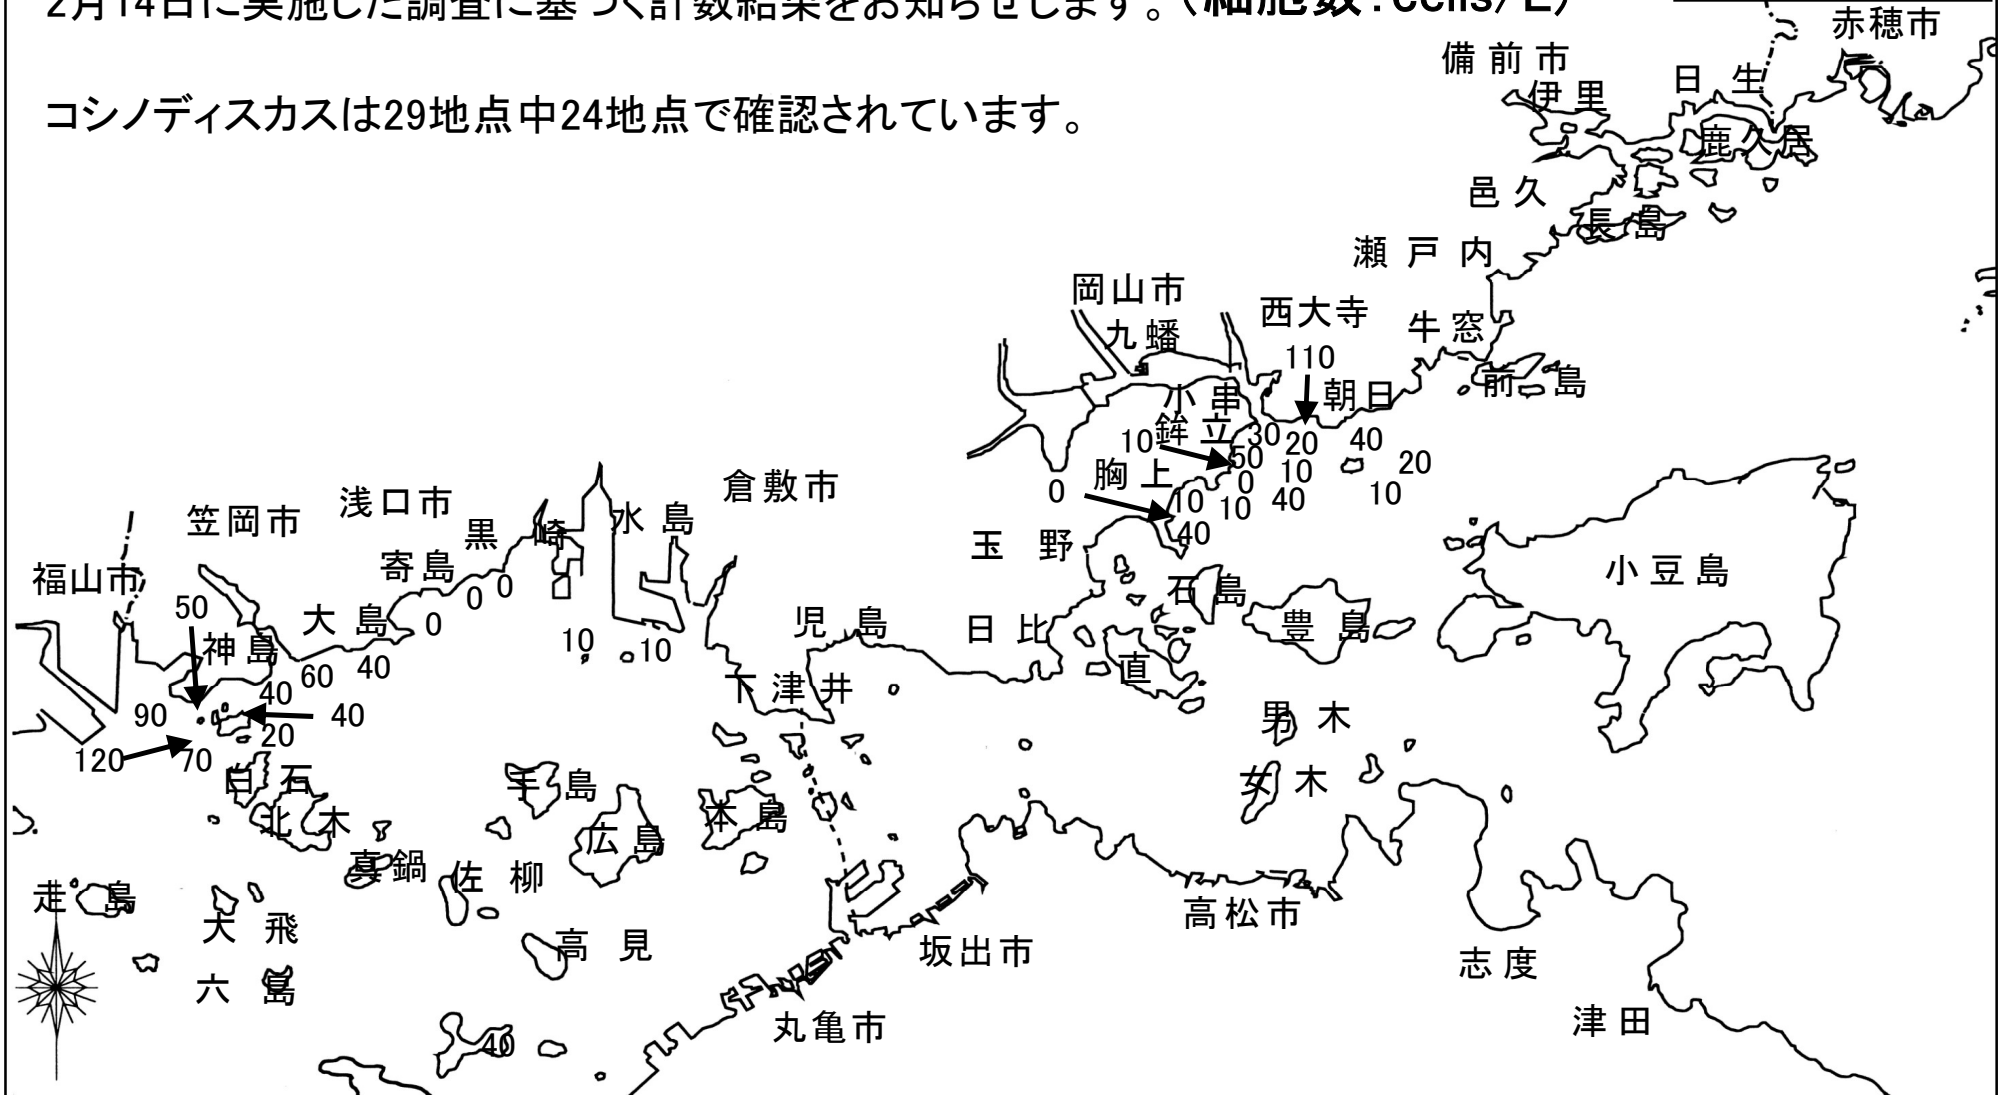 2月14日に実施した調査に基づく計数結果をお知らせします。(細胞数:cells/L)
コシノディスカスは29地点中24地点で確認されています。
赤穂市
備前市
日生
伊里
鹿久居
邑久
長島
瀬戸内
岡山市
西大寺
牛窓
九蟠
110
前島
小串
朝日
10
鉾立
30
20
40
50
10
20
胸上
0
0
10
10
10
40
40
玉野
倉敷市
水島
浅口市
黒崎
笠岡市
寄島
福山市
0
0
0
50
大島
神島
60
40
10
10
児島
日比
石島
豊島
小豆島
直
40
90
40
20
120
70
下津井
男木
女木
白石
北木
手島
広島
本島
真鍋
佐柳
走島
大飛
六島
高見
高松市
坂出市
志度
丸亀市
津田
40